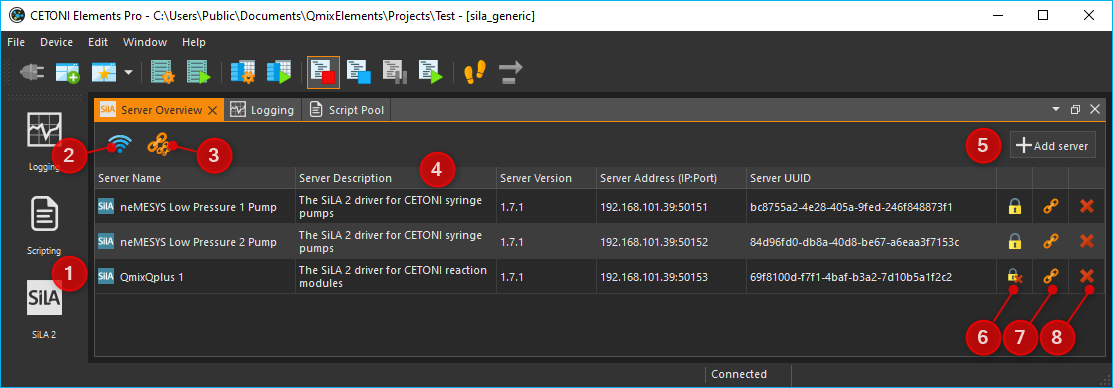 CETONI Elements Pro - C:\Users\Public\Documents\QmixElements\Projects\Test - [sila_generic]
File Device Edit Window Help
SiLA Server Overview Logging Script Pool
Logging
2
3
5
Add server
4
Server Name Server Description Server Version Server Address (IP:Port) Server UUID
SiLA neMESYS Low Pressure 1 Pump The SiLA 2 driver for CETONI syringe pumps 1.7.1 192.168.101.39:50151 bc8755a2-4e28-405a-9fed-246f848873f1
SiLA neMESYS Low Pressure 2 Pump The SiLA 2 driver for CETONI syringe pumps 1.7.1 192.168.101.39:50152 84d96fd0-db8a-40d8-be67-a6eaa3f7153c
SiLA QmixQplus 1 The SiLA 2 driver for CETONI reaction modules 1.7.1 192.168.101.39:50153 69f8100d-f7f1-4baf-b3a2-7d10b5a1f2c2
Scripting
1
SiLA
SiLA 2
6 7 8
Connected